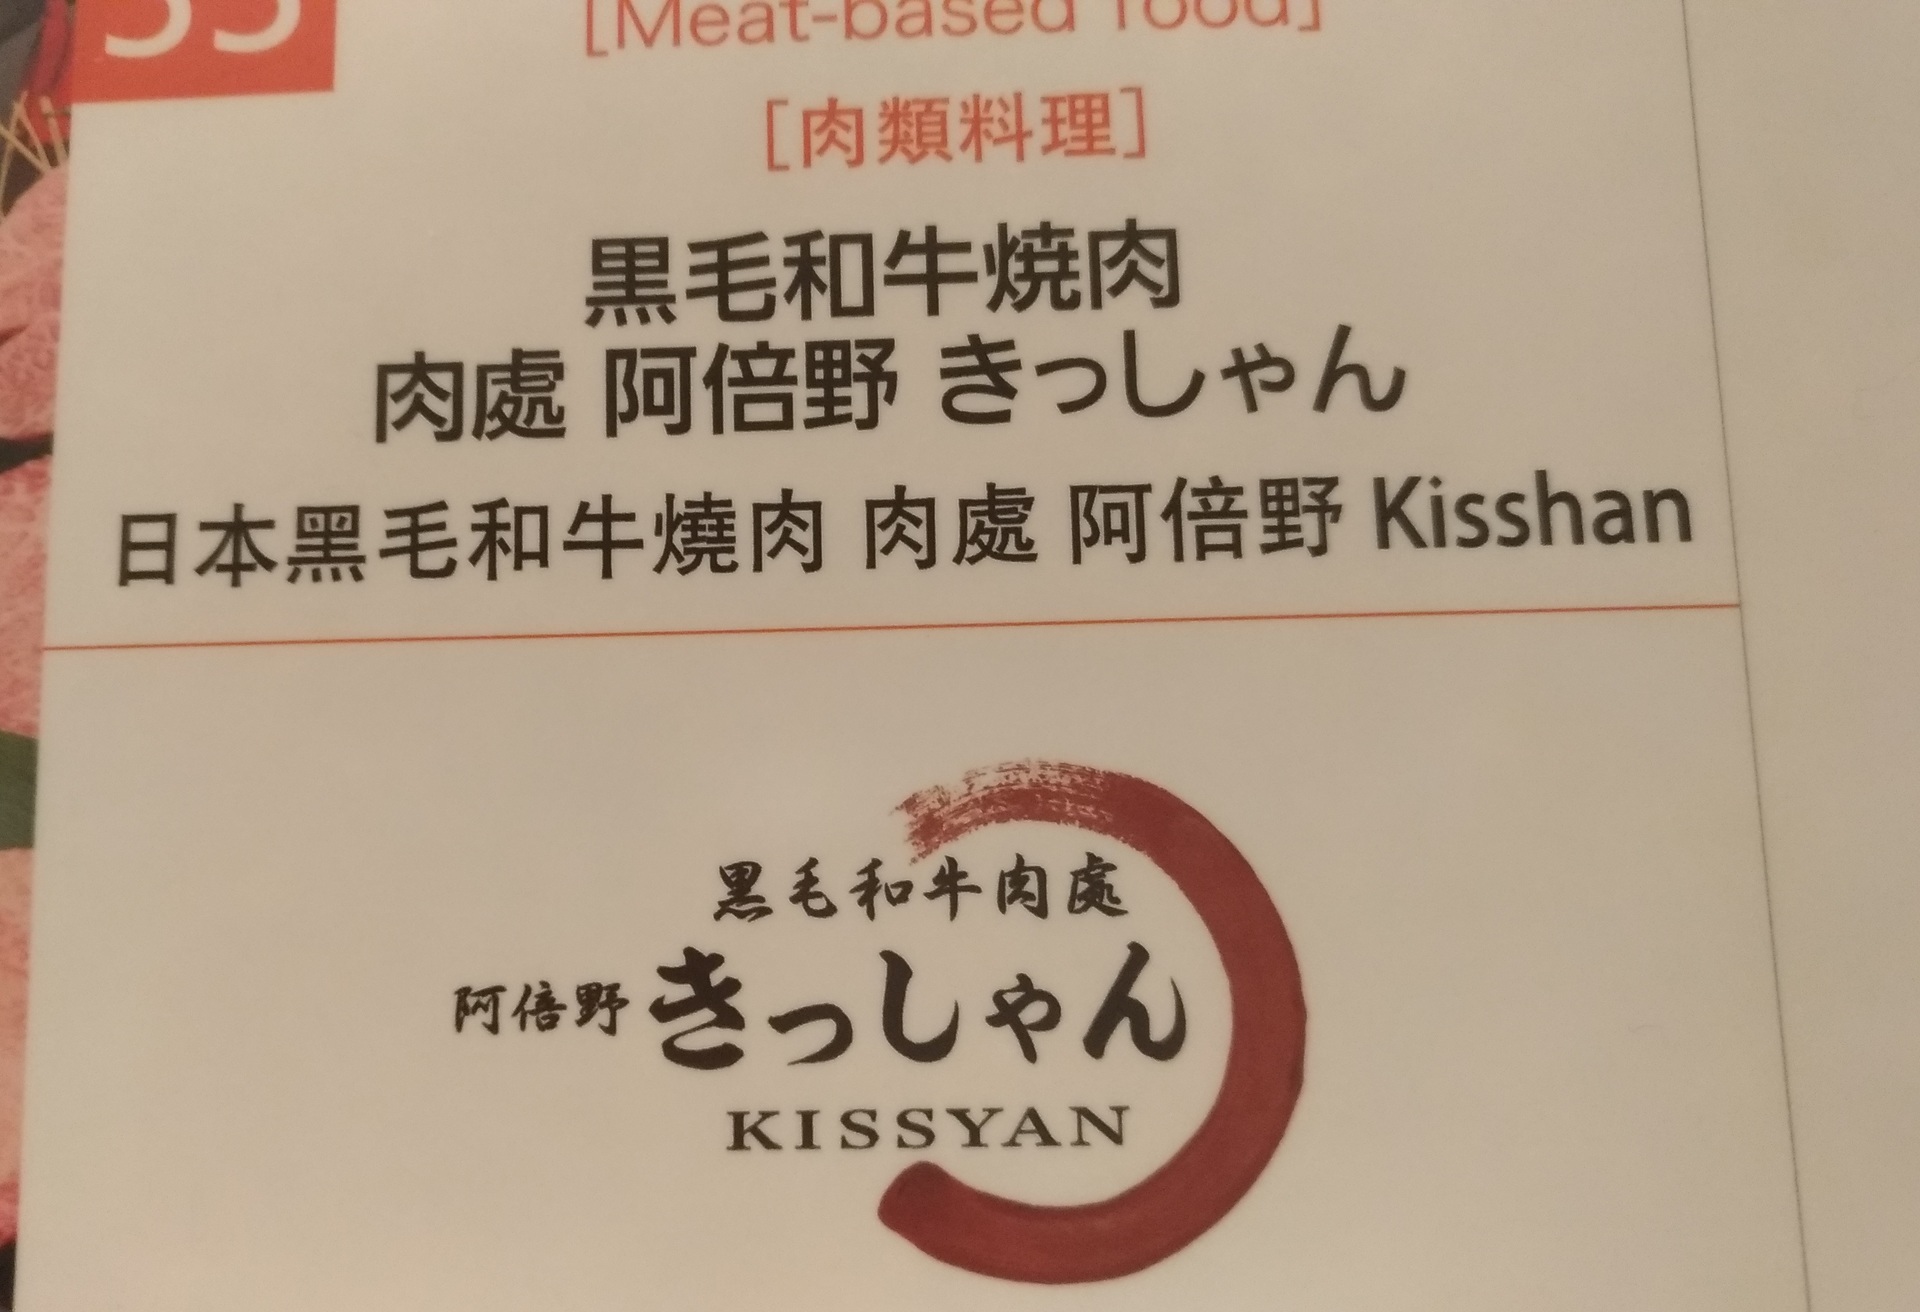 [Meat-based food]
[肉類料理]
黒毛和牛焼肉
肉處 阿倍野 きっしゃん
日本黑毛和牛燒肉 肉處 阿倍野 Kisshan
黒毛和牛肉處
阿倍野 きっしゃん
KISSYAN